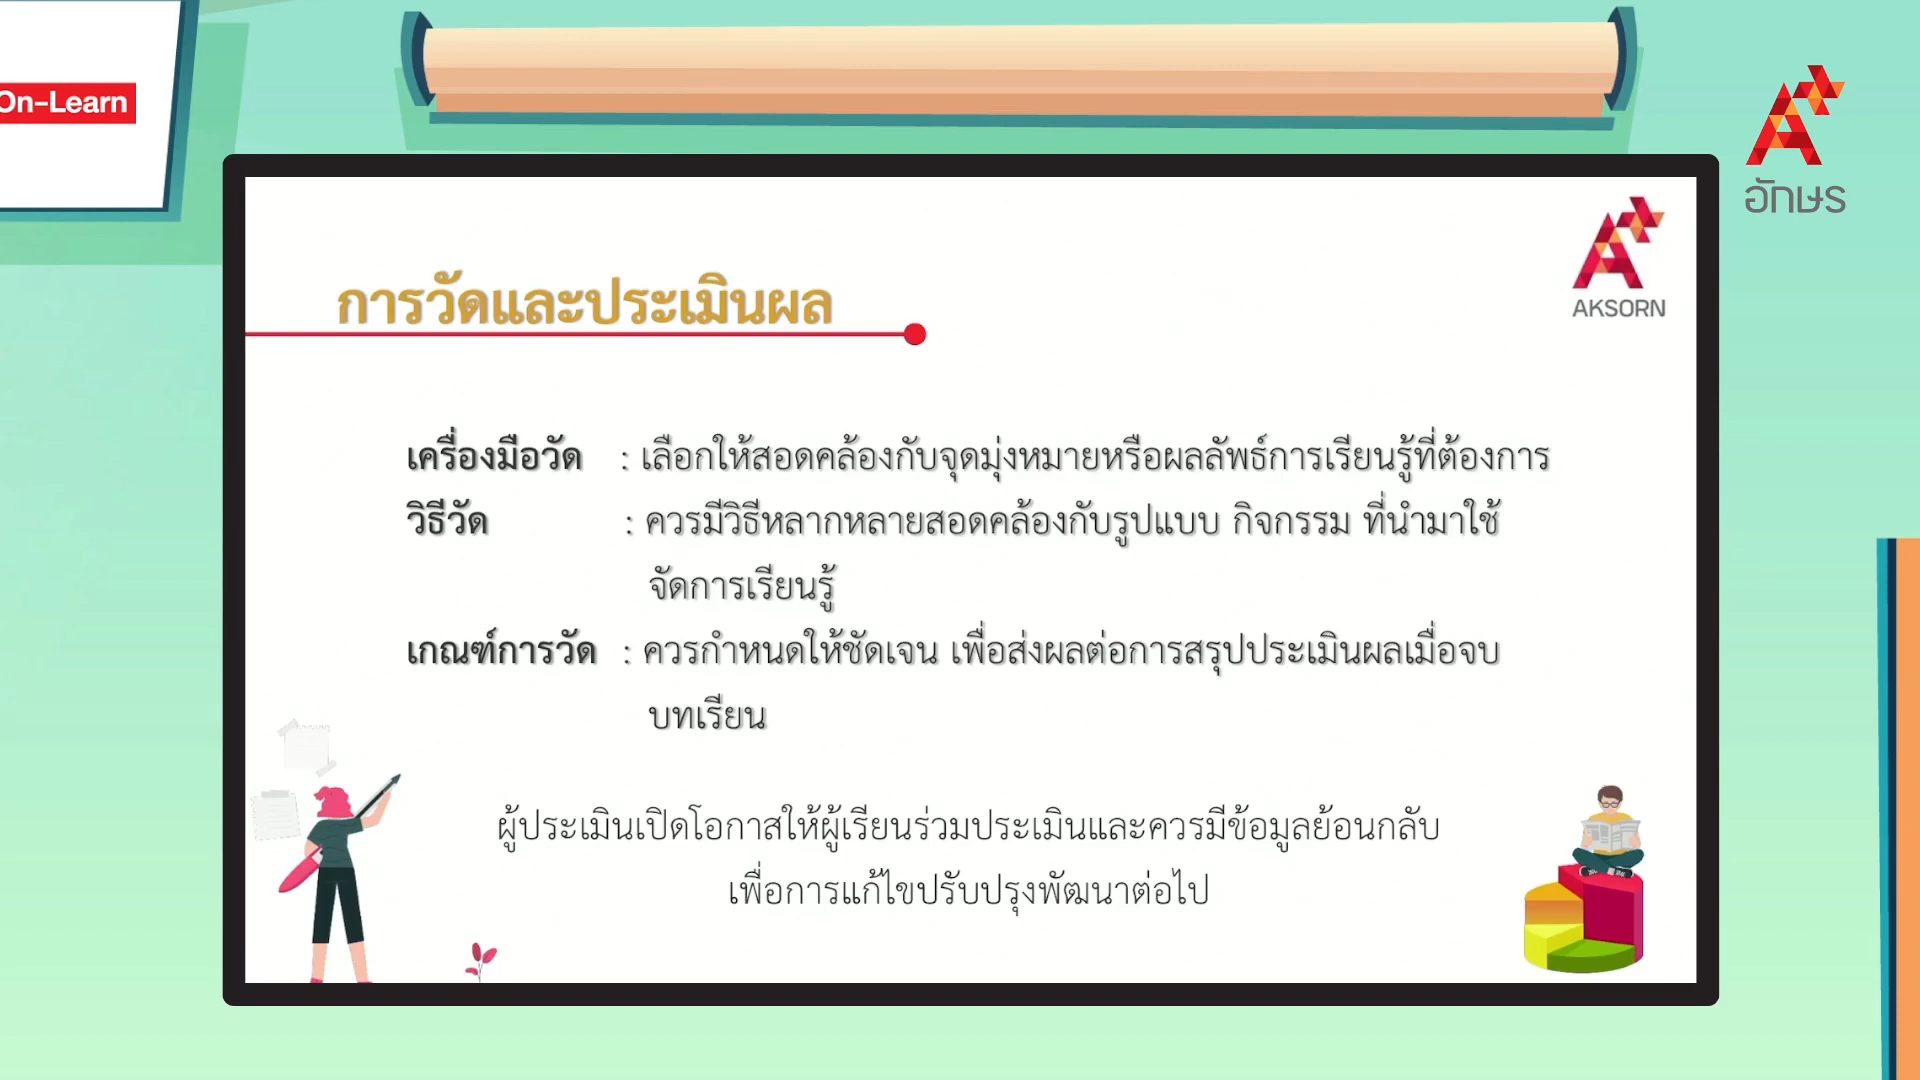 On-Learn
อักษร
AKSORN
การวัดและประเมินผล
เครื่องมือวัด : เลือกให้สอดคล้องกับจุดมุ่งหมายหรือผลลัพธ์การเรียนรู้ที่ต้องการ
วิธีวัด : ควรมีวิธีหลากหลายสอดคล้องกับรูปแบบ กิจกรรม ที่นำมาใช้
จัดการเรียนรู้
เกณฑ์การวัด : ควรกำหนดให้ชัดเจน เพื่อส่งผลต่อการสรุปประเมินผลเมื่อจบ
บทเรียน
ผู้ประเมินเปิดโอกาสให้ผู้เรียนร่วมประเมินและควรมีข้อมูลย้อนกลับ
เพื่อการแก้ไขปรับปรุงพัฒนาต่อไป